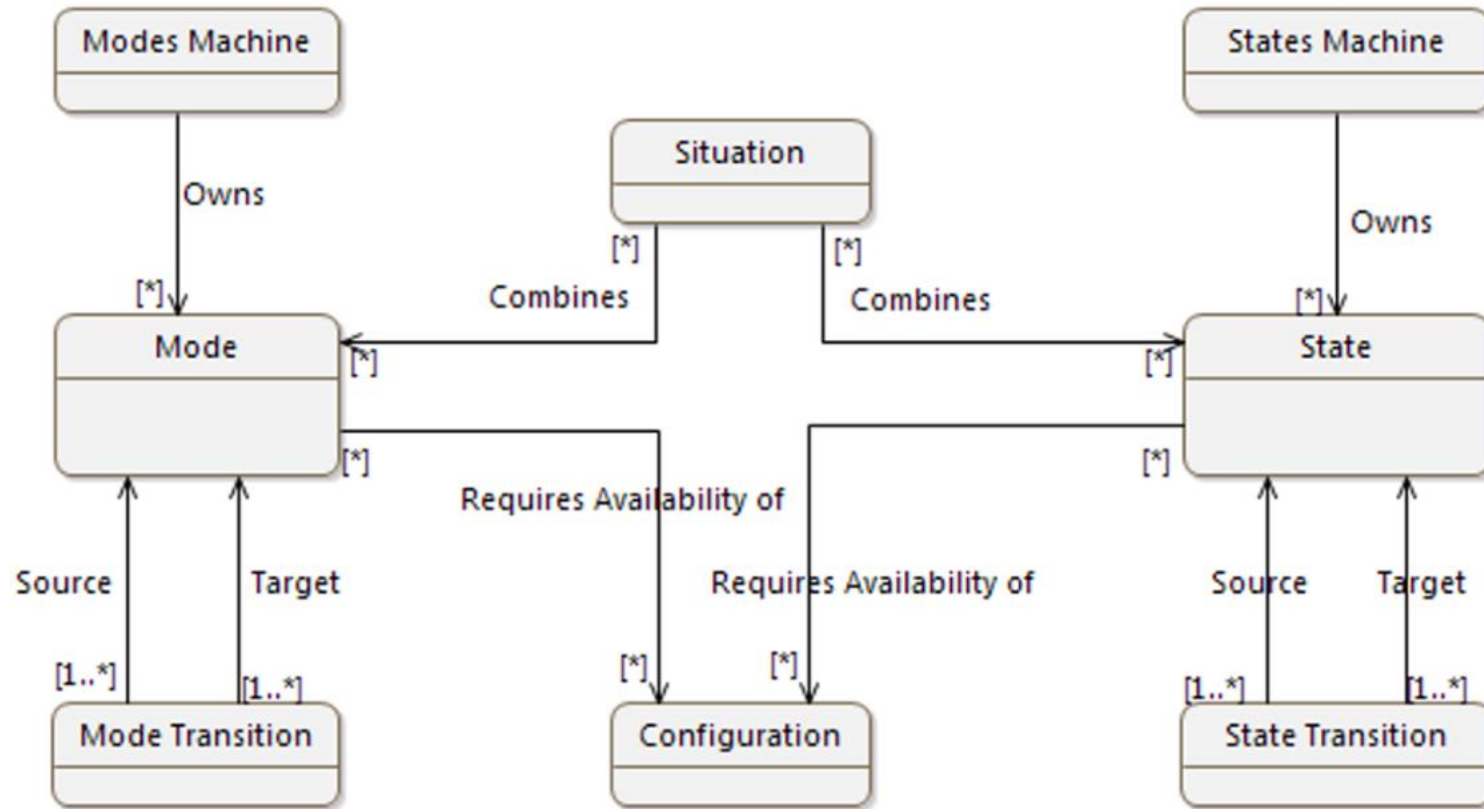 Modes Machine
States Machine
Situation
Owns
Owns
[*]
[*]
Combines
Combines
[*]
[*]
Mode
State
[*]
[*]
[*]
[*]
Requires Availability of
Requires Availability of
Source
Target
Source
Target
[1..*]
[1..*]
[*]
[*]
[1..*]
[1..*]
Mode Transition
Configuration
State Transition